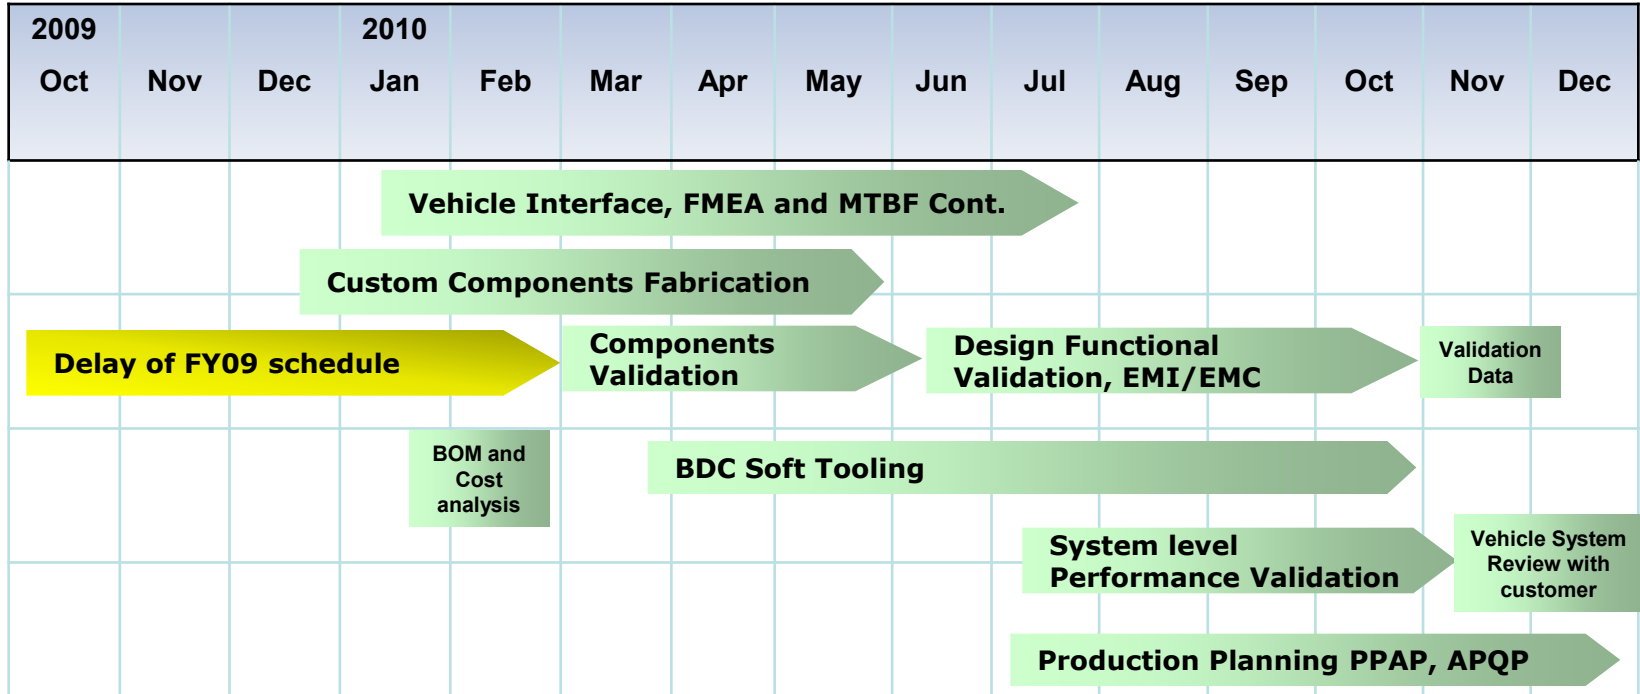 2009 2010
Oct Nov Dec Jan Feb Mar Apr May Jun Jul Aug Sep Oct Nov Dec
Vehicle Interface, FMEA and MTBF Cont.
Custom Components Fabrication
Delay of FY09 schedule
Components
Validation
Design Functional
Validation, EMI/EMC
Validation
Data
BOM and
Cost
analysis
BDC Soft Tooling
System level
Performance Validation
Vehicle System
Review with
customer
Production Planning PPAP, APQP